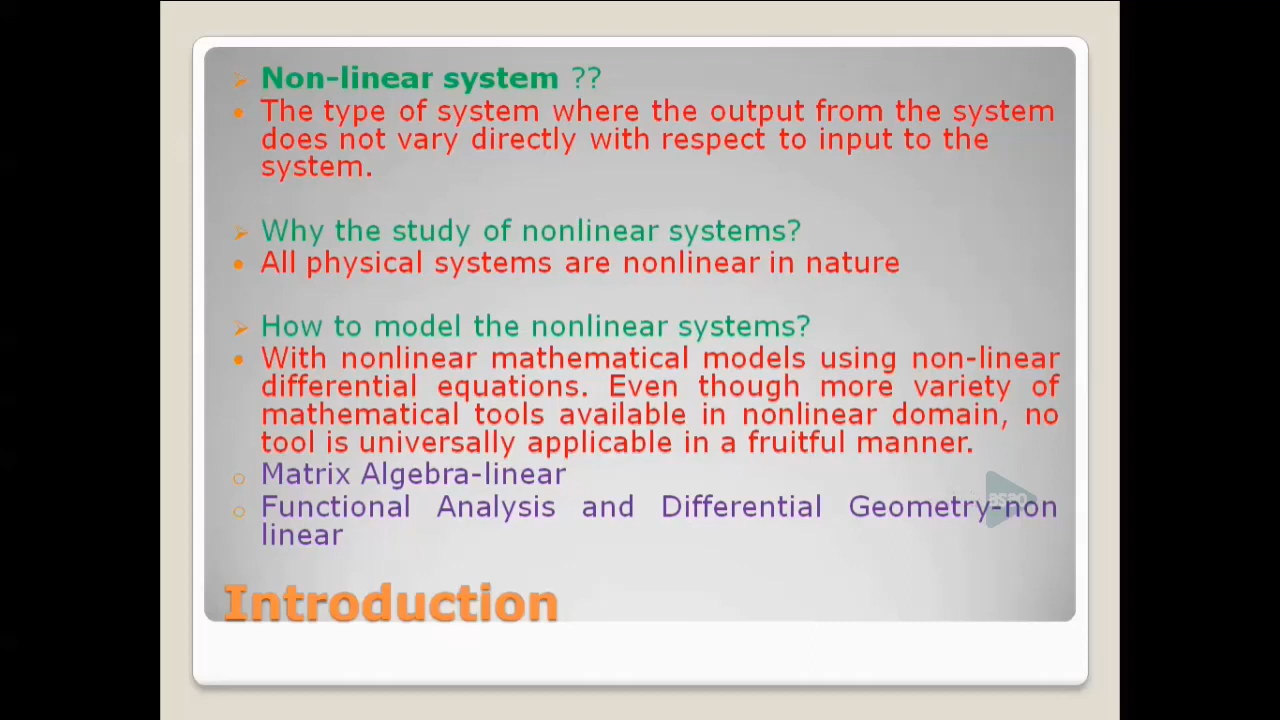 Non-linear system ??
The type of system where the output from the system
does not vary directly with respect to input to the
system.
Why the study of nonlinear systems?
All physical systems are nonlinear in nature
How to model the nonlinear systems?
With nonlinear mathematical models using non-linear
differential equations. Even though more variety of
mathematical tools available in nonlinear domain, no
tool is universally applicable in a fruitful manner.
Matrix Algebra-linear
Functional Analysis and Differential Geometry-non
linear
Introduction